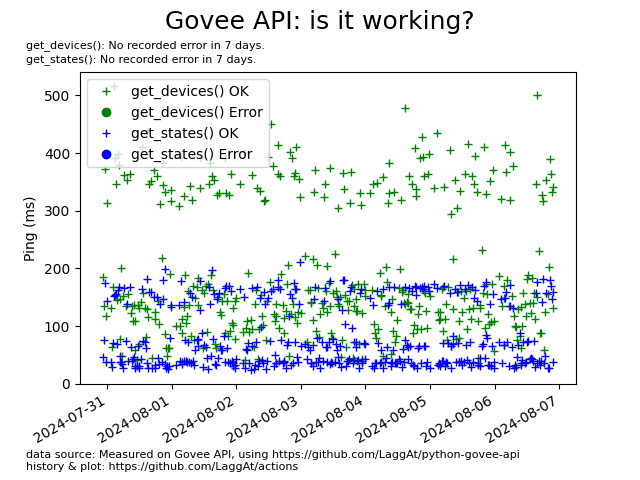 Govee API: is it working?
get_devices(): No recorded error in 7 days.
get_states(): No recorded error in 7 days.
get_devices() OK
get_devices() Error
get_states() OK
get_states() Error
500
400
300
200
100
0
Ping (ms)
2024-07-31
2024-08-01
2024-08-02
2024-08-03
2024-08-04
2024-08-05
2024-08-06
2024-08-07
data source: Measured on Govee API, using https://github.com/LaggAt/python-govee-api
history & plot: https://github.com/LaggAt/actions